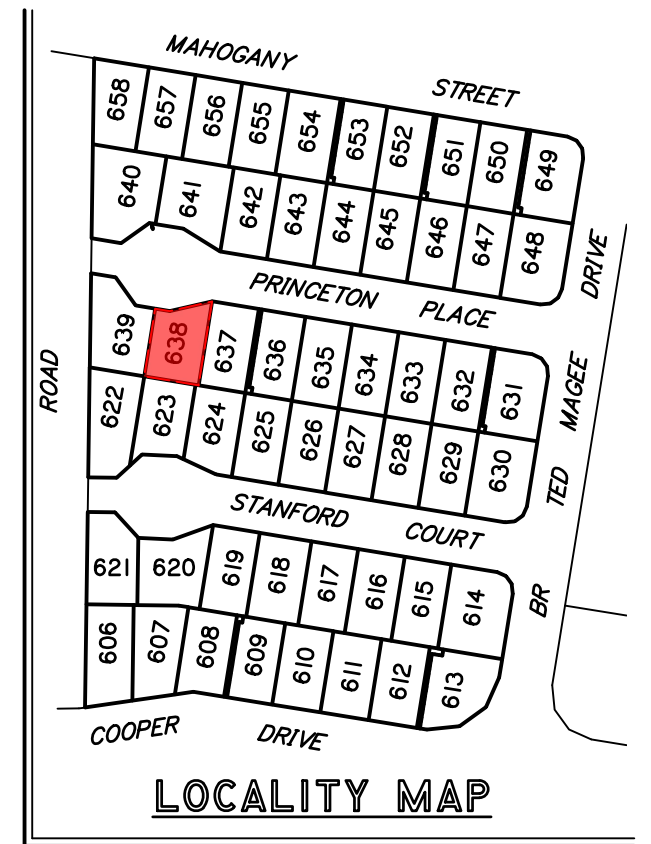 MAHOGANY STREET
658 657 656 655 654 653 652 651 650 649
640 641 642 643 644 645 646 647 648
DRIVE
PRINCETON PLACE
639 638 637 636 635 634 633 632 631
ROAD
MAGEE
622 623 624 625 626 627 628 629 630
TED
STANFORD COURT
621 620 619 618 617 616 615 614
BR
606 607 608 609 610 611 612 613
COOPER DRIVE
LOCALITY MAP